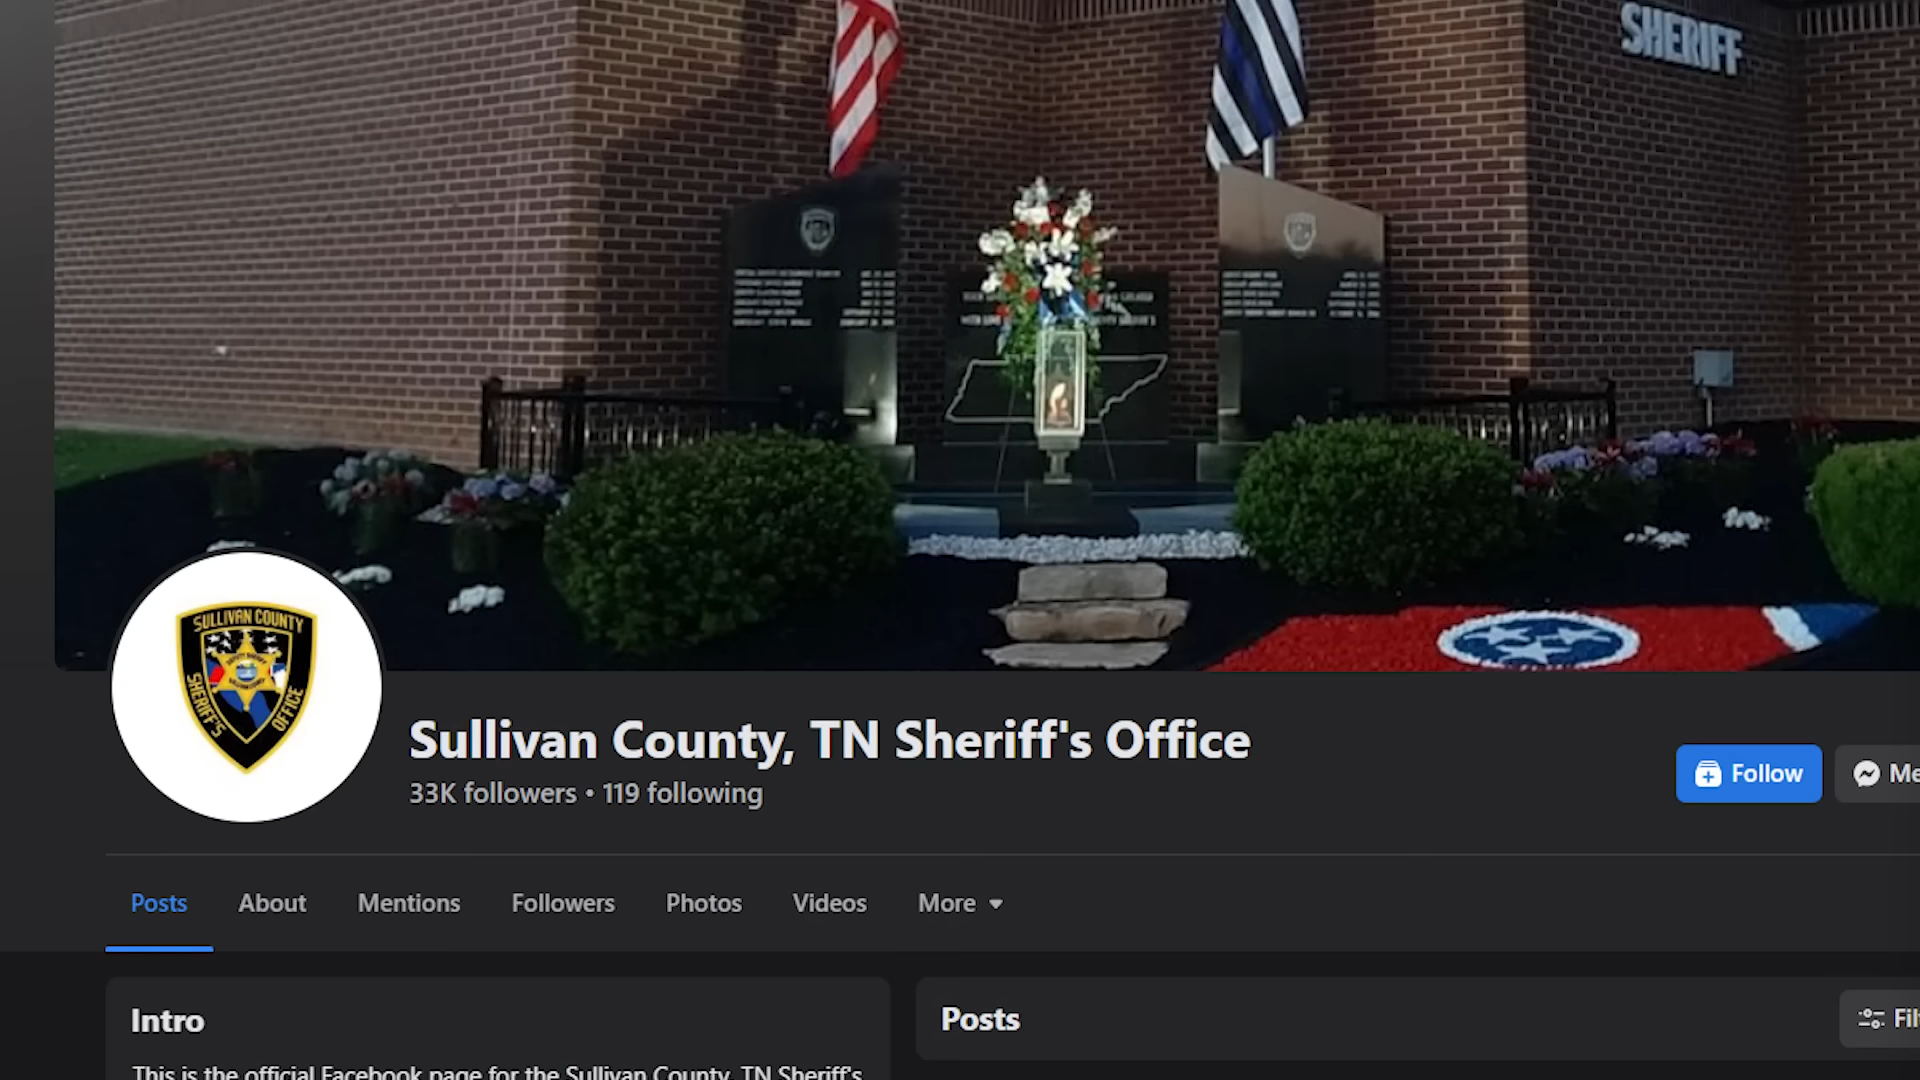 SHERIFF
SULLIVAN COUNTY
SHERIFF'S
OFFICE
Sullivan County, TN Sheriff's Office
33K followers • 119 following
Follow
Me
Posts
About
Mentions
Followers
Photos
Videos
More
Intro
Posts
Filt
This is the official Facebook page for the Sullivan County, TN Sheriff's